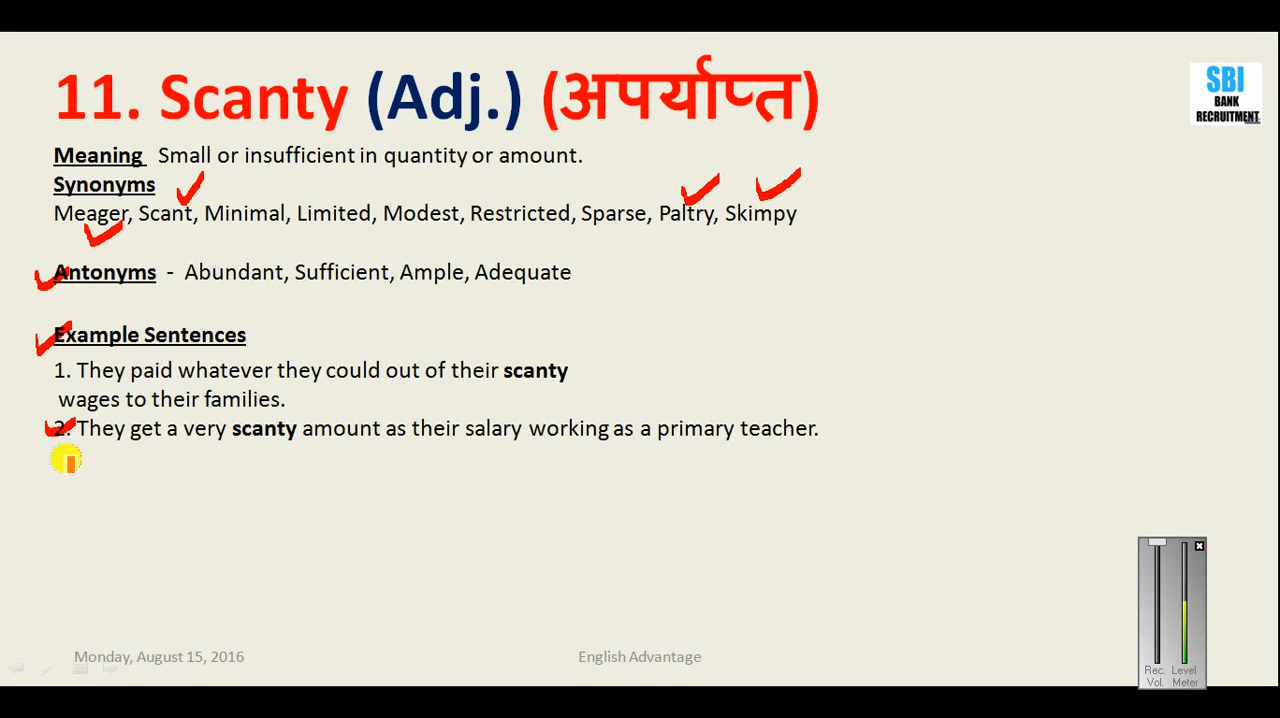 11. Scanty (Adj.) (अपर्याप्त)
SBI
BANK
RECRUITMENT
Meaning  Small or insufficient in quantity or amount.
Synonyms
Meager, Scant, Minimal, Limited, Modest, Restricted, Sparse, Paltry, Skimpy
Antonyms - Abundant, Sufficient, Ample, Adequate
Example Sentences
1. They paid whatever they could out of their scanty
wages to their families.
2. They get a very scanty amount as their salary working as a primary teacher.
Monday, August 15, 2016
English Advantage
Rec. Level
Vol. Meter